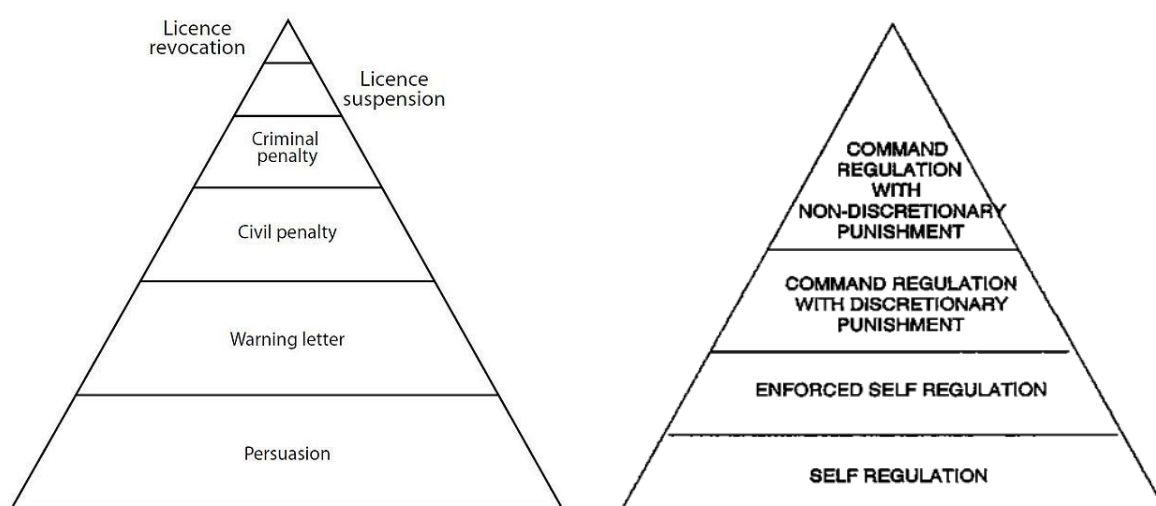 Licence
revocation
Licence
suspension
Criminal
penalty
Civil penalty
Warning letter
Persuasion
COMMAND
REGULATION
WITH
NON-DISCRETIONARY
PUNISHMENT
COMMAND REGULATION
WITH DISCRETIONARY
PUNISHMENT
ENFORCED SELF REGULATION
SELF REGULATION